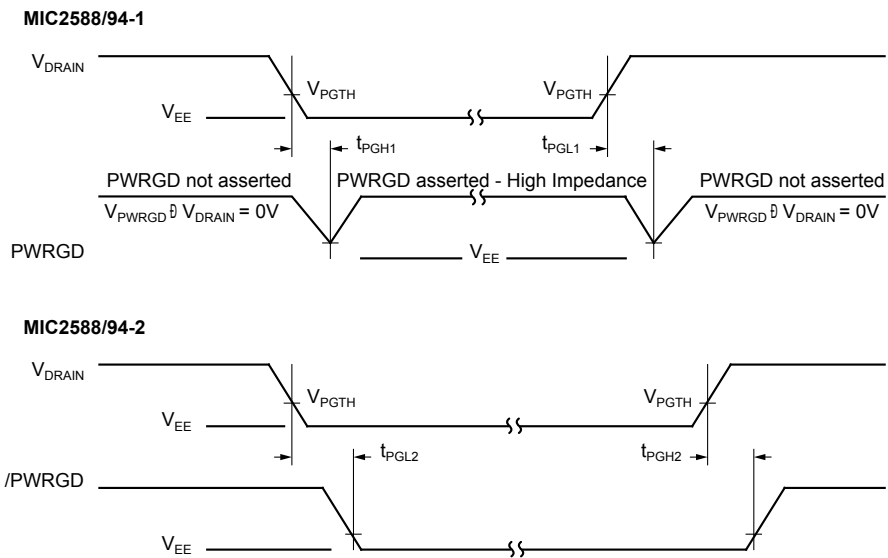 MIC2588/94-1
VDRAIN
VPGTH
VPGTH
VEE
tPGH1
tPGL1
PWRGD not asserted
PWRGD asserted - High Impedance
PWRGD not asserted
VPWRGD Đ VDRAIN = 0V
VPWRGD Đ VDRAIN = 0V
PWRGD
VEE
MIC2588/94-2
VDRAIN
VPGTH
VPGTH
VEE
tPGL2
tPGH2
/PWRGD
VEE